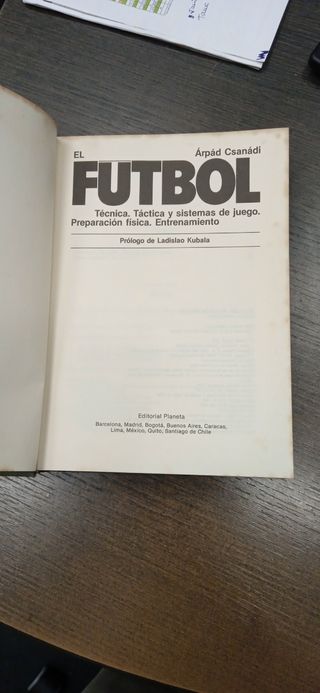 EL
Árpád Csanádi
FÚTBOL
Técnica. Táctica y sistemas de juego.
Preparación física. Entrenamiento
Prólogo de Ladislao Kubala
Editorial Planeta
Barcelona, Madrid, Bogotá, Buenos Aires, Caracas,
Lima, México, Quito, Santiago de Chile